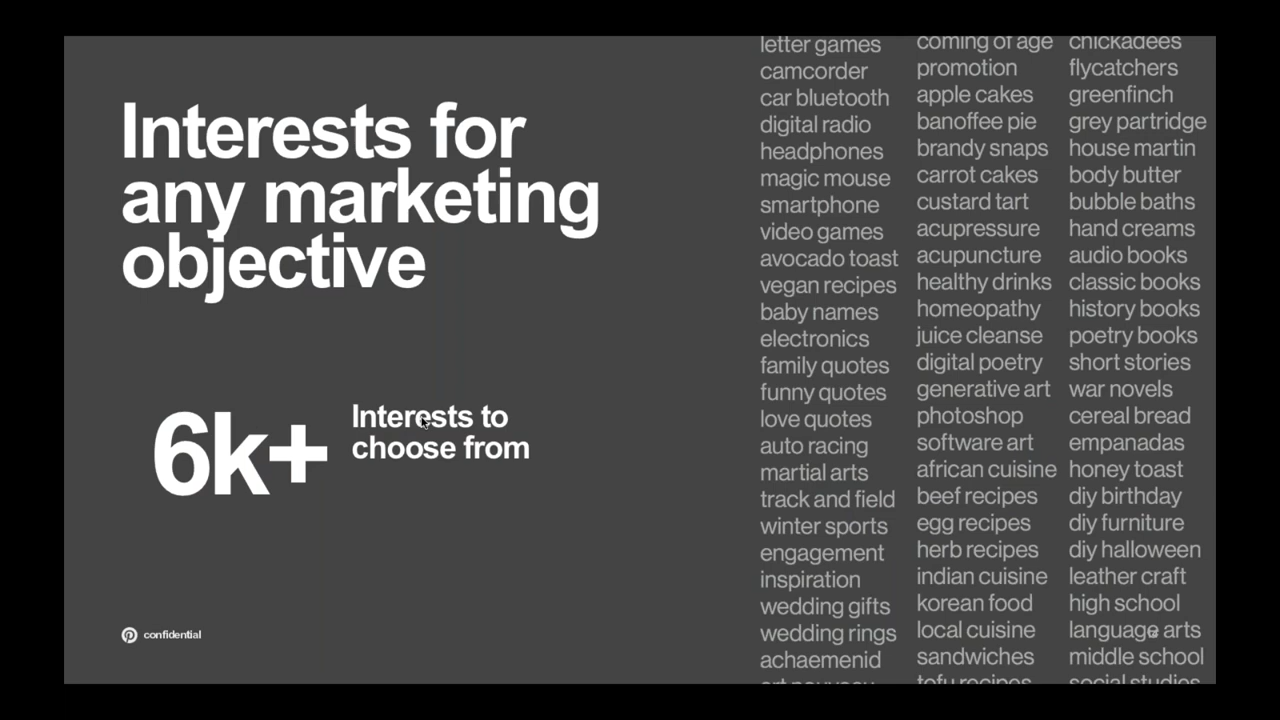 Interests for
any marketing
objective
6k+
Interests to
choose from
confidential
letter games
camcorder
car bluetooth
digital radio
headphones
magic mouse
smartphone
video games
avocado toast
vegan recipes
baby names
electronics
family quotes
funny quotes
love quotes
auto racing
martial arts
track and field
winter sports
engagement
inspiration
wedding gifts
wedding rings
achaemenid
coming of age
promotion
apple cakes
banoffee pie
brandy snaps
carrot cakes
custard tart
acupressure
acupuncture
healthy drinks
homeopathy
juice cleanse
digital poetry
generative art
photoshop
software art
african cuisine
beef recipes
egg recipes
herb recipes
indian cuisine
korean food
local cuisine
sandwiches
tofu recipes
chickadees
flycatchers
greenfinch
grey partridge
house martin
body butter
bubble baths
hand creams
audio books
classic books
history books
poetry books
short stories
war novels
cereal bread
empanadas
honey toast
diy birthday
diy furniture
diy halloween
leather craft
high school
language arts
middle school
social studies